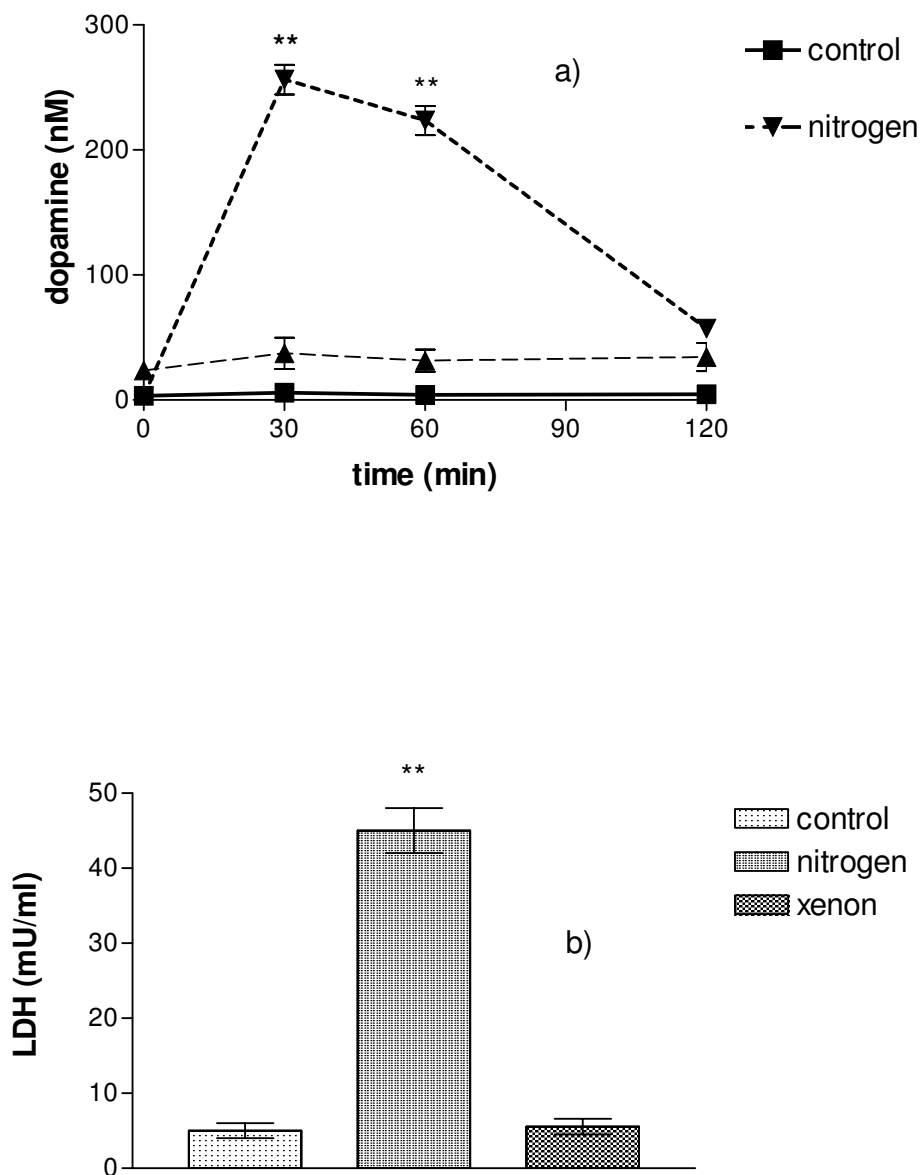 300
200
100
0
dopamine (nM)
**
**
a)
control
nitrogen
0 30 60 90 120
time (min)
50
40
30
20
10
0
LDH (mU/ml)
**
b)
control
nitrogen
xenon